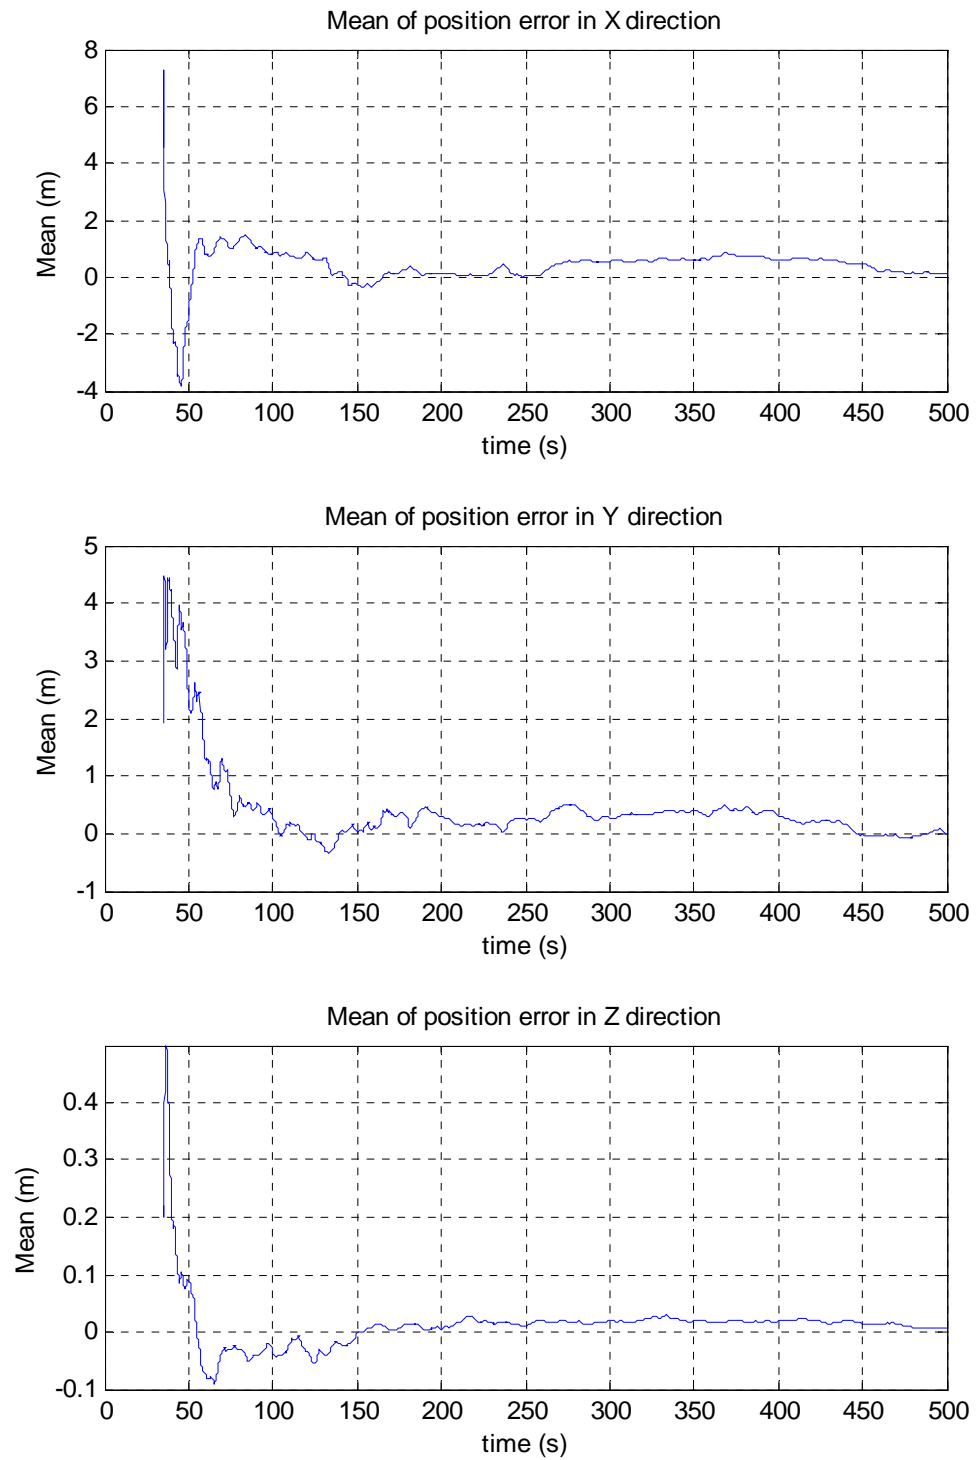 Mean of position error in X direction
8
6
4
2
0
-2
-4
Mean (m)
0 50 100 150 200 250 300 350 400 450 500
time (s)
Mean of position error in Y direction
5
4
3
2
1
0
-1
Mean (m)
0 50 100 150 200 250 300 350 400 450 500
time (s)
Mean of position error in Z direction
0.4
0.3
0.2
0.1
0
-0.1
Mean (m)
0 50 100 150 200 250 300 350 400 450 500
time (s)